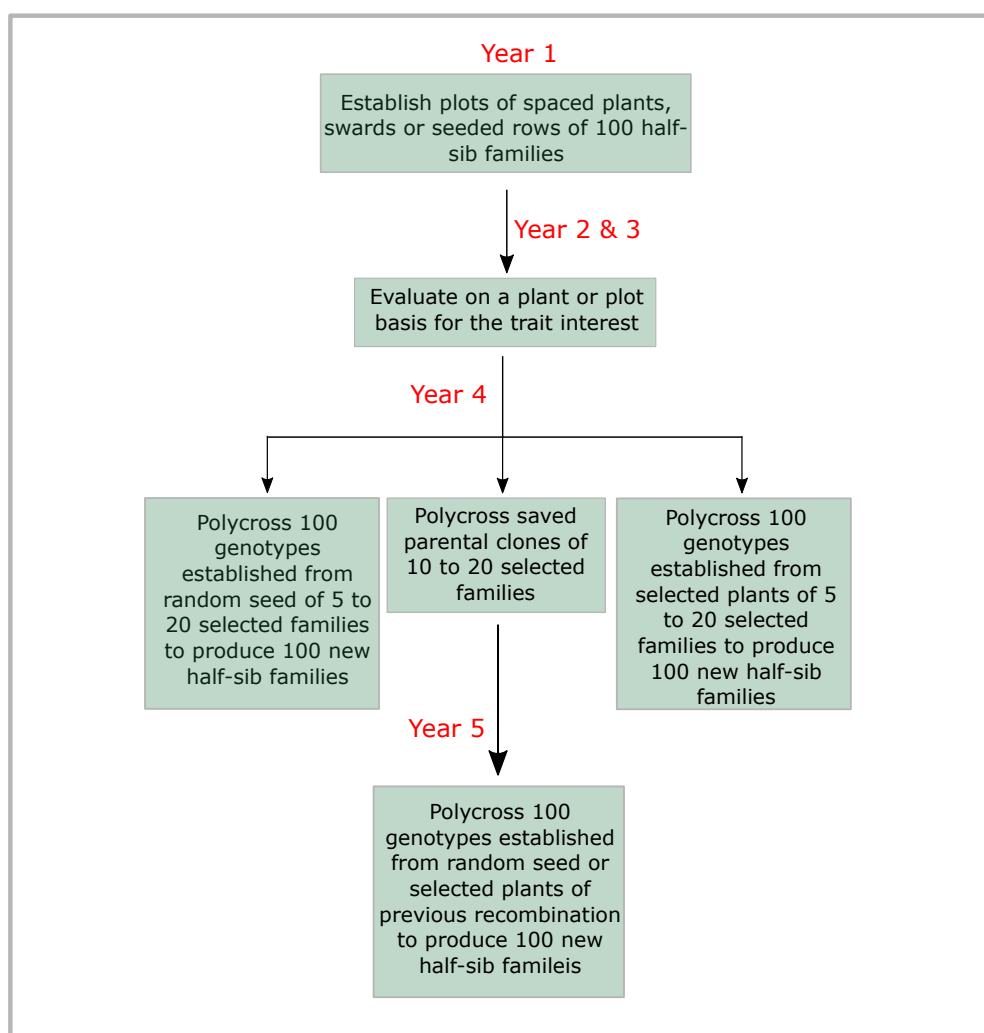 Year 1
Establish plots of spaced plants,
swards or seeded rows of 100 half-
sib families
Year 2 & 3
Evaluate on a plant or plot
basis for the trait interest
Year 4
Polycross 100
genotypes
established from
random seed of 5 to
20 selected families
to produce 100 new
half-sib families
Polycross saved
parental clones of
10 to 20 selected
families
Polycross 100
genotypes
established from
selected plants of 5
to 20 selected
families to produce
100 new half-sib
families
Year 5
Polycross 100
genotypes established
from random seed or
selected plants of
previous recombination
to produce 100 new
half-sib famileis